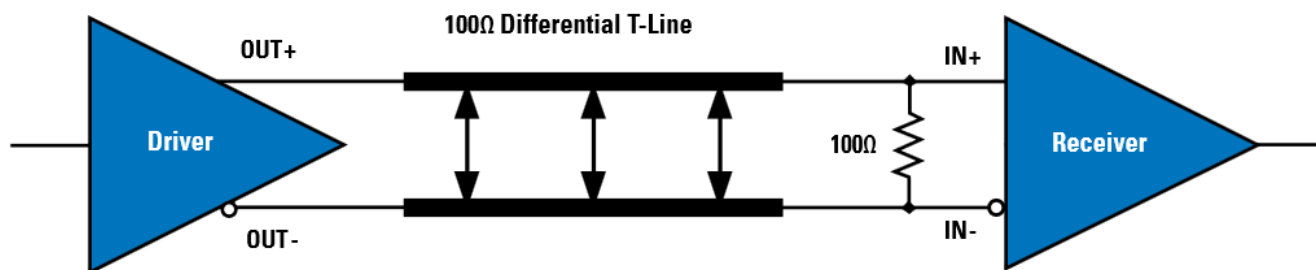 100Ω Differential T-Line
OUT+
IN+
Driver
100Ω
Receiver
OUT-
IN-